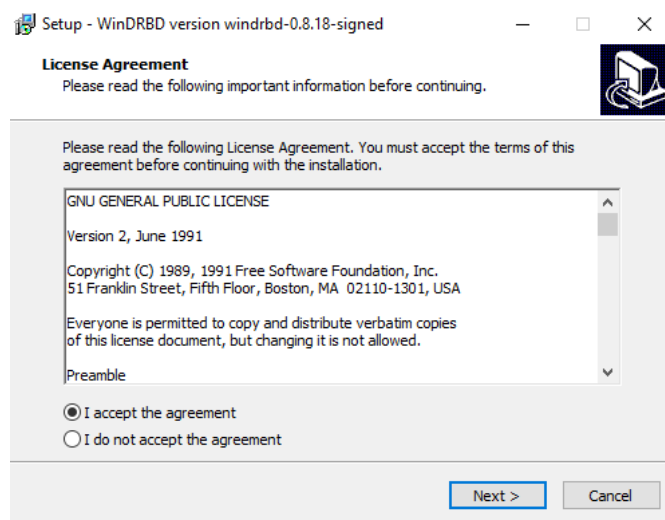 Setup - WinDRBD version windrbd-0.8.18-signed
License Agreement
Please read the following important information before continuing.
Please read the following License Agreement. You must accept the terms of this
agreement before continuing with the installation.
GNU GENERAL PUBLIC LICENSE
Version 2, June 1991
Copyright (C) 1989, 1991 Free Software Foundation, Inc.
51 Franklin Street, Fifth Floor, Boston, MA  02110-1301, USA
Everyone is permitted to copy and distribute verbatim copies
of this license document, but changing it is not allowed.
Preamble
I accept the agreement
I do not accept the agreement
Next >
Cancel